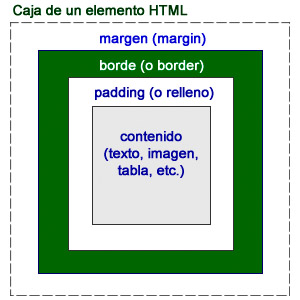 Caja de un elemento HTML
margen (margin)
borde (o border)
padding (o relleno)
contenido
(texto, imagen,
tabla, etc.)